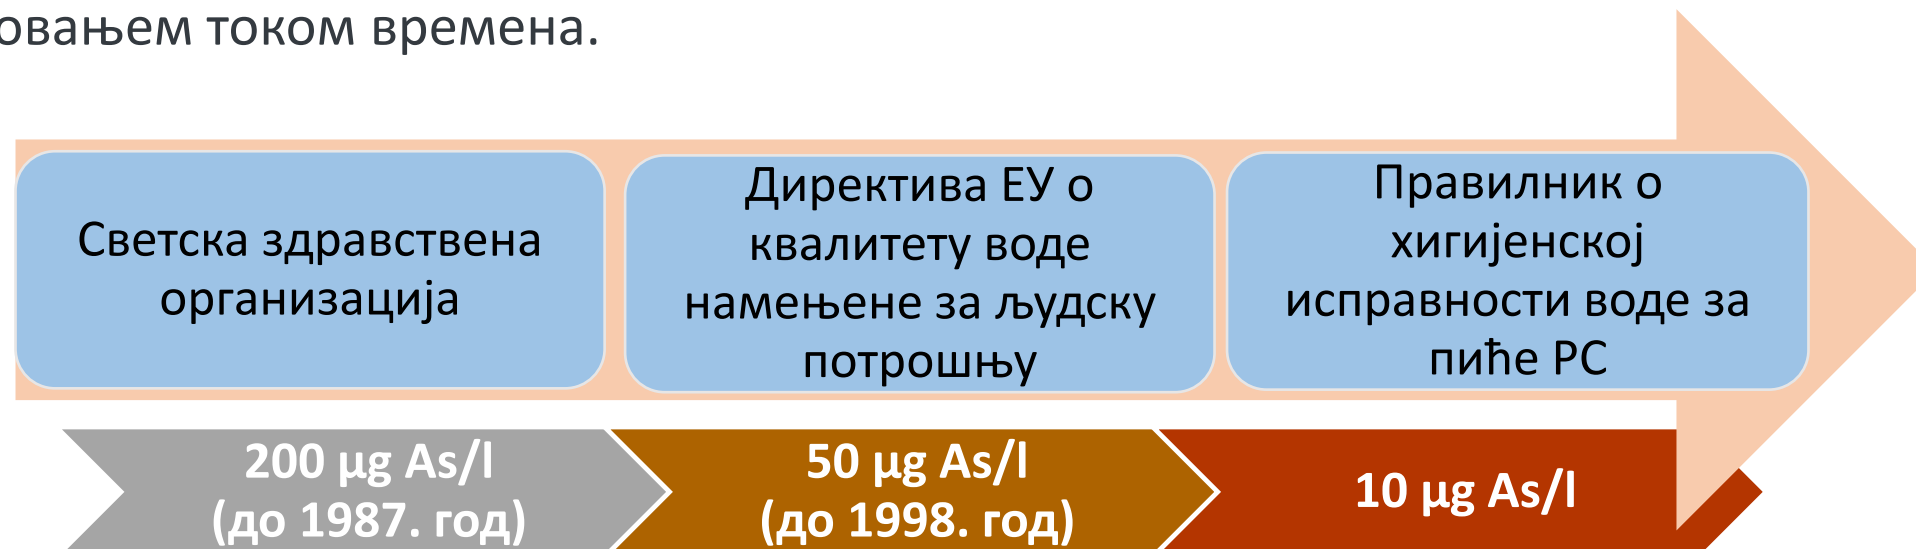 овањем током времена.
Светска здравствена
организација
Директива ЕУ о
квалитету воде
намењене за људску
потрошњу
Правилник о
хигијенској
исправности воде за
пиће РС
200 µg As/l
(до 1987. год)
50 µg As/l
(до 1998. год)
10 µg As/l